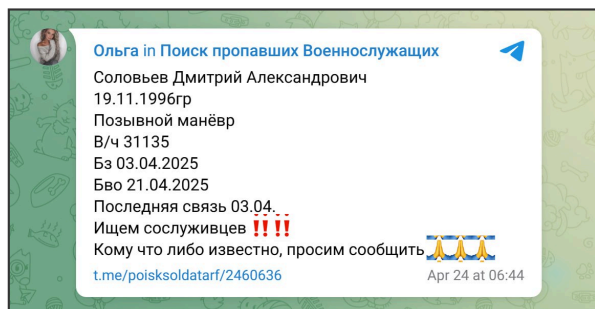 Ольга in Поиск пропавших Военнослужащих
Соловьев Дмитрий Александрович
19.11.1996гр
Позывной манёвр
В/ч 31135
Бз 03.04.2025
Бво 21.04.2025
Последняя связь 03.04.
Ищем сослуживцев ‼️‼️
Кому что либо известно, просим сообщить🙏🙏🙏
t.me/poisksoldatarf/2460636 Apr 24 at 06:44